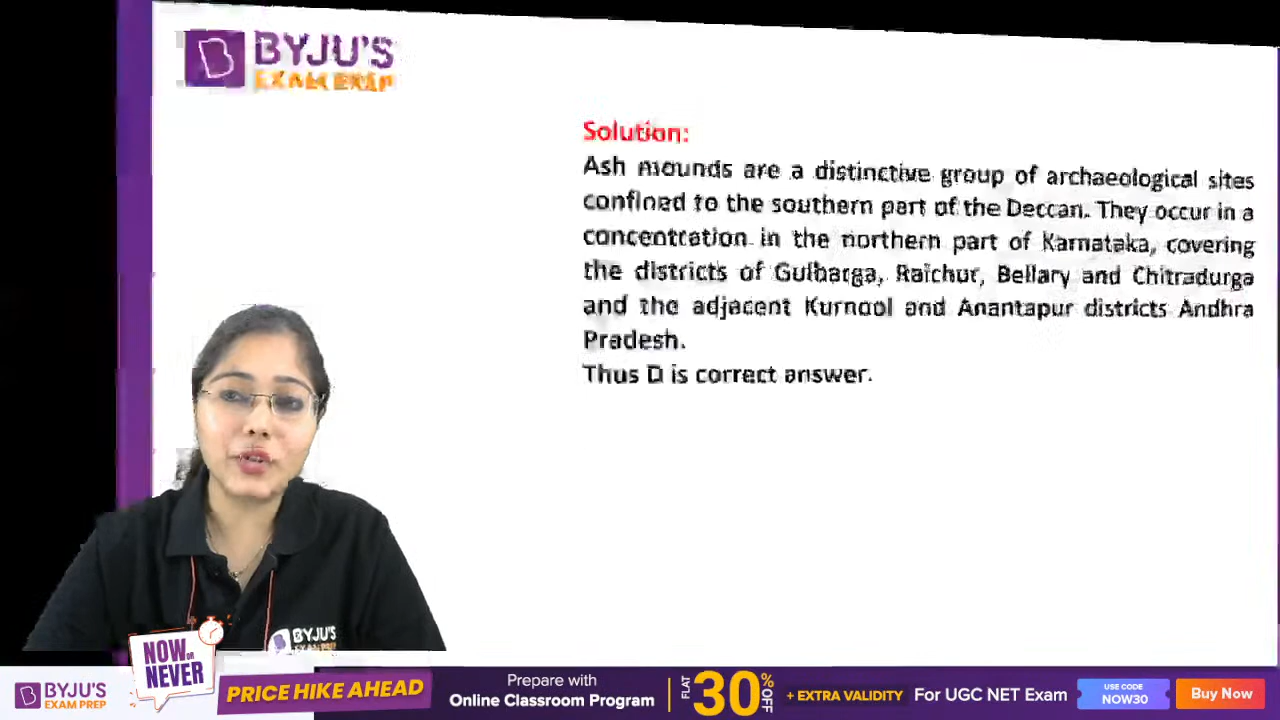 BYJU'S
EXAM PREP
Solution:
Ash mounds are a distinctive group of archaeological sites
confined to the southern part of the Deccan. They occur in a
concentration in the northern part of Karnataka, covering
the districts of Gulbarga, Raichur, Bellary and Chitradurga
and the adjacent Kurnool and Anantapur districts Andhra
Pradesh.
Thus D is correct answer.
BYJU'S
EXAM PREP
NOW OR
NEVER
BYJU'S
EXAM PREP
PRICE HIKE AHEAD
Prepare with
Online Classroom Program
FLAT 30% OFF
+ EXTRA VALIDITY
For UGC NET Exam
USE CODE
NOW30
Buy Now